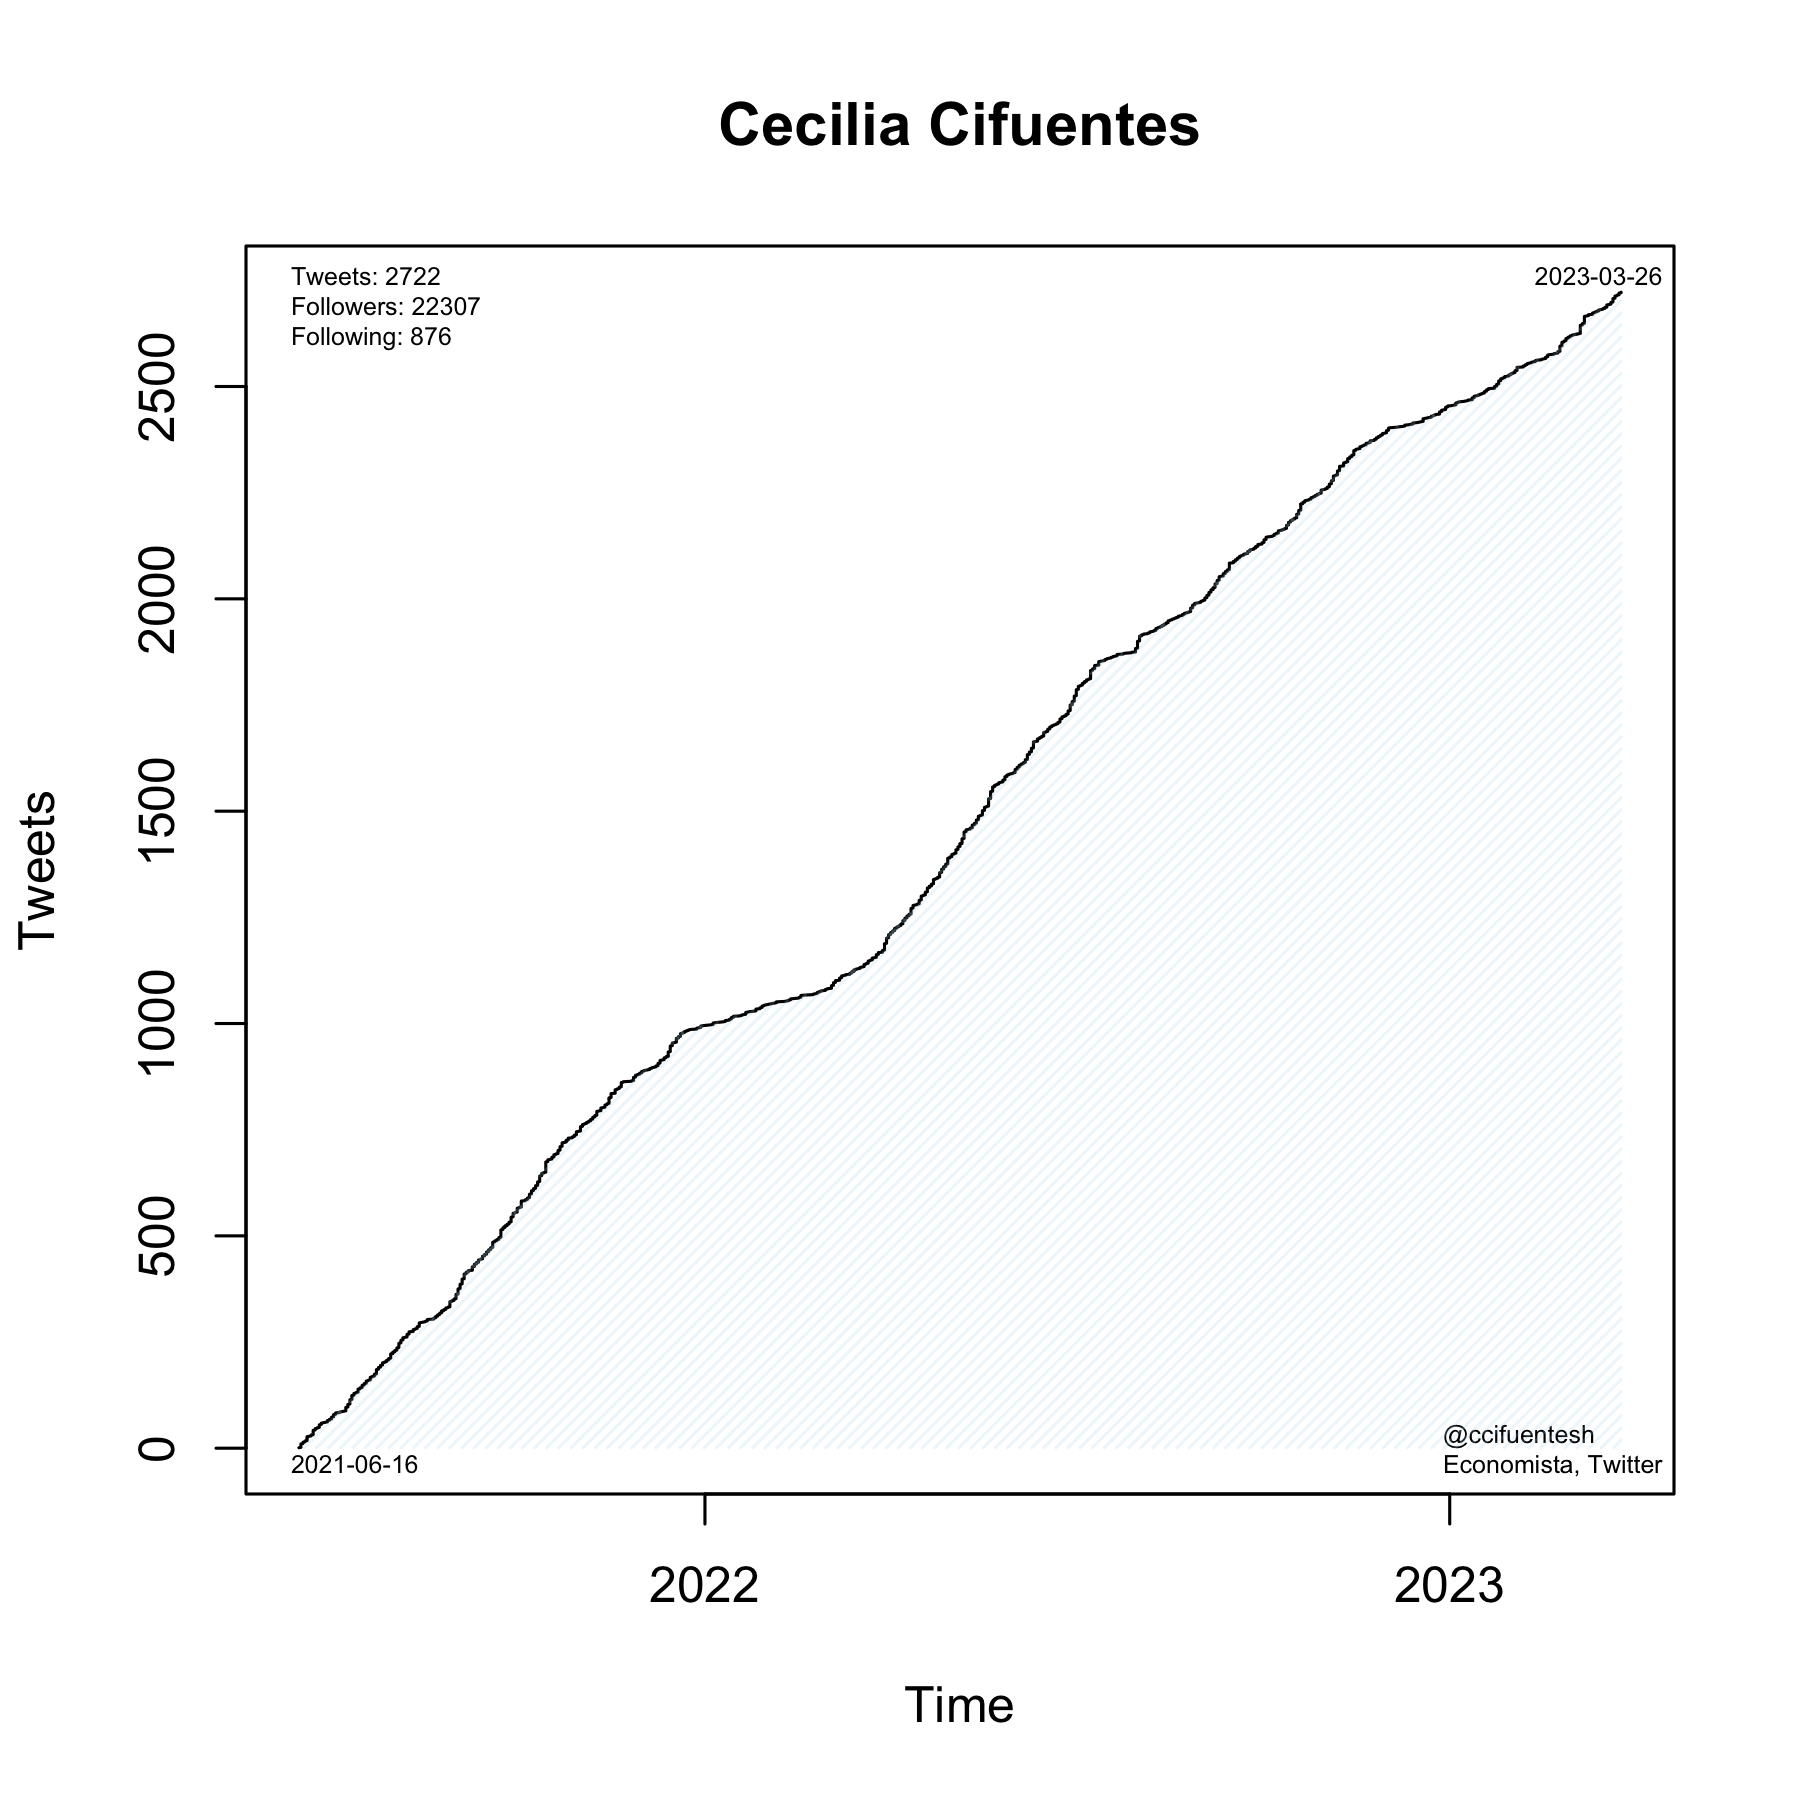 Cecilia Cifuentes
Tweets: 2722
Followers: 22307
Following: 876
2023-03-26
2500
2000
1500
1000
500
0
Tweets
@ccifuentesh
Economista, Twitter
2021-06-16
2022
2023
Time